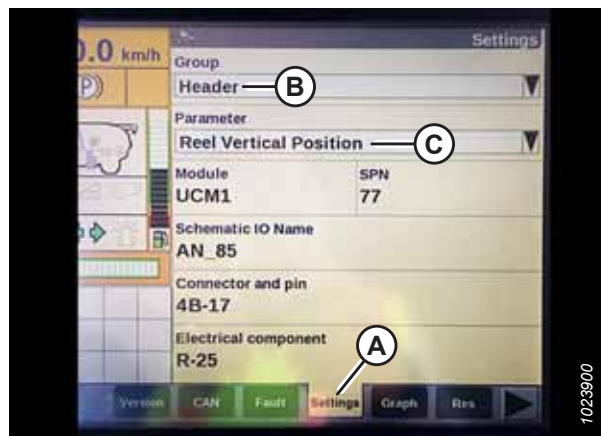 .0 km/h
Settings
(P)
Group
Header
B
Parameter
Reel Vertical Position
C
Module
SPN
UCM1
77
Schematic IO Name
AN_85
Connector and pin
4B-17
Electrical component
R-25
A
Version
CAN
Fault
Settings
Graph
Res
1023900